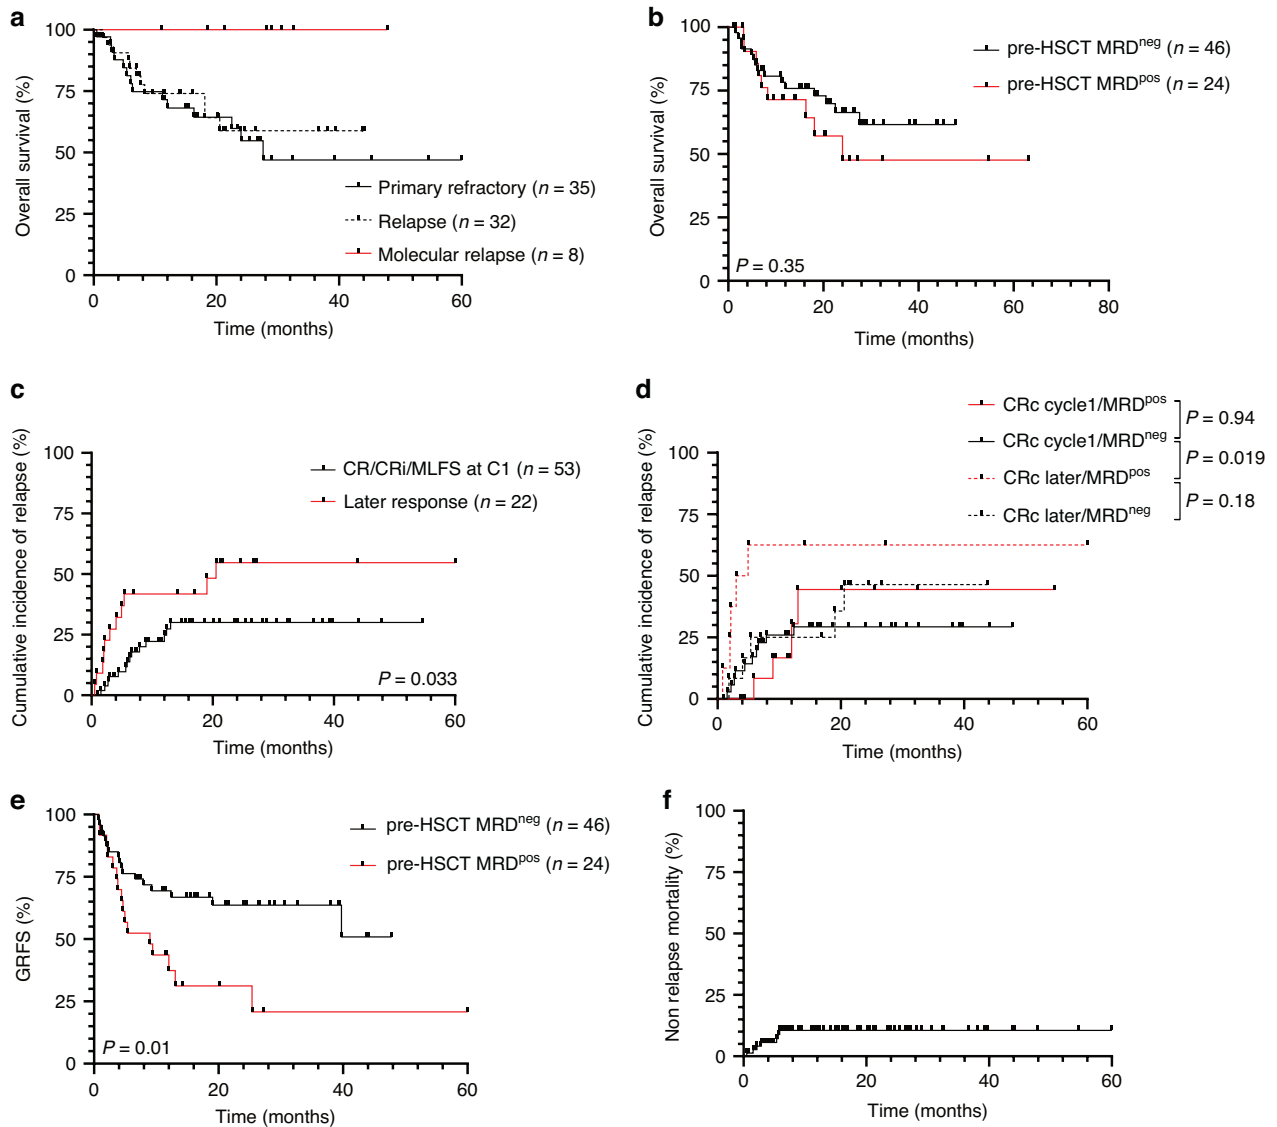 a
100
75
50
25
0
Overall survival (%)
Primary refractory (n = 35)
Relapse (n = 32)
Molecular relapse (n = 8)
0 20 40 60
Time (months)
b
100
75
50
25
0
Overall survival (%)
pre-HSCT MRDneg (n = 46)
pre-HSCT MRDpos (n = 24)
P = 0.35
0 20 40 60 80
Time (months)
c
100
75
50
25
0
Cumulative incidence of relapse (%)
CR/CRi/MLFS at C1 (n = 53)
Later response (n = 22)
P = 0.033
0 20 40 60
Time (months)
d
CRc cycle1/MRDpos
CRc cycle1/MRDneg
CRc later/MRDpos
CRc later/MRDneg
P = 0.94
P = 0.019
P = 0.18
100
75
50
25
0
Cumulative incidence of relapse (%)
0 20 40 60
Time (months)
e
100
75
50
25
0
GRFS (%)
pre-HSCT MRDneg (n = 46)
pre-HSCT MRDpos (n = 24)
P = 0.01
0 20 40 60
Time (months)
f
100
75
50
25
0
Non relapse mortality (%)
0 20 40 60
Time (months)